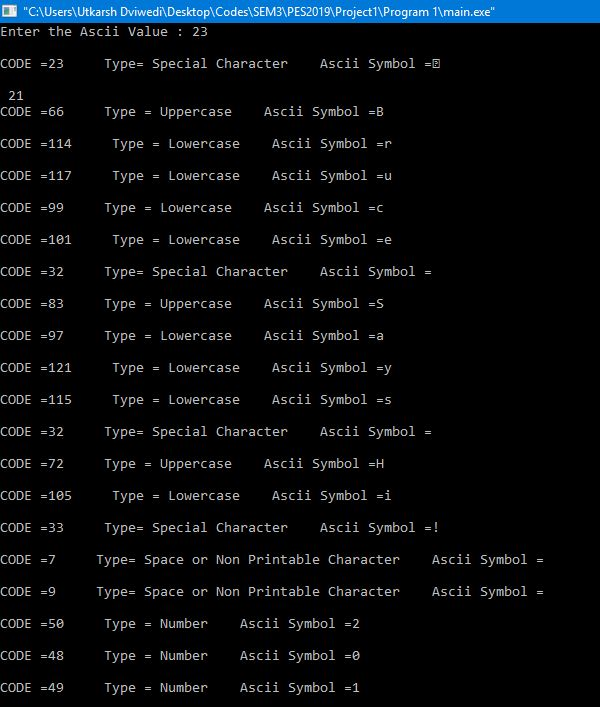 "C:\Users\Utkarsh Dviwedi\Desktop\Codes\SEM3\PES2019\Project1\Program 1\main.exe"
Enter the Ascii Value : 23
CODE =23     Type= Special Character    Ascii Symbol =
 21
CODE =66     Type = Uppercase    Ascii Symbol =B
CODE =114     Type = Lowercase    Ascii Symbol =r
CODE =117     Type = Lowercase    Ascii Symbol =u
CODE =99     Type = Lowercase    Ascii Symbol =c
CODE =101     Type = Lowercase    Ascii Symbol =e
CODE =32     Type= Special Character    Ascii Symbol =
CODE =83     Type = Uppercase    Ascii Symbol =S
CODE =97     Type = Lowercase    Ascii Symbol =a
CODE =121     Type = Lowercase    Ascii Symbol =y
CODE =115     Type = Lowercase    Ascii Symbol =s
CODE =32     Type= Special Character    Ascii Symbol =
CODE =72     Type = Uppercase    Ascii Symbol =H
CODE =105     Type = Lowercase    Ascii Symbol =i
CODE =33     Type= Special Character    Ascii Symbol =!
CODE =7     Type= Space or Non Printable Character    Ascii Symbol =
CODE =9     Type= Space or Non Printable Character    Ascii Symbol =
CODE =50     Type = Number    Ascii Symbol =2
CODE =48     Type = Number    Ascii Symbol =0
CODE =49     Type = Number    Ascii Symbol =1